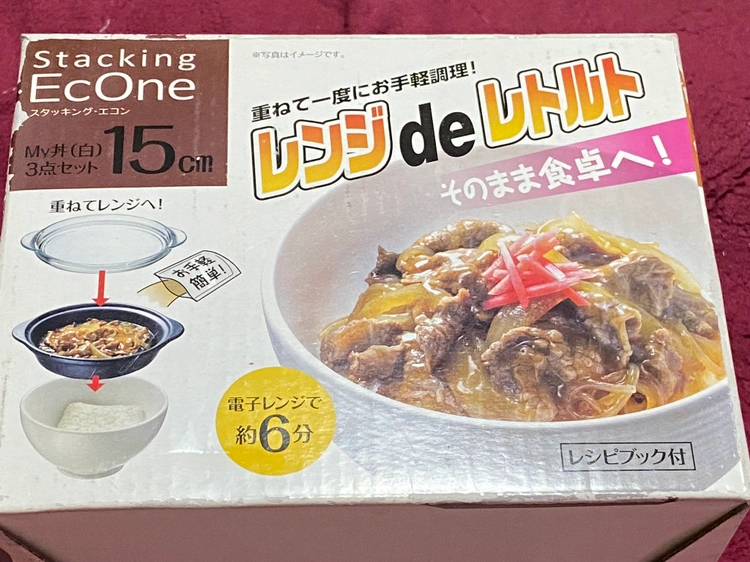 Stacking
EcOne
スタッキング・エコン
My丼(白)
3点セット
15cm
※写真はイメージです。
重ねて一度にお手軽調理!
レンジdeレトルト
そのまま食卓へ!
重ねてレンジへ!
お手軽
簡単!
電子レンジで
約6分
レシピブック付